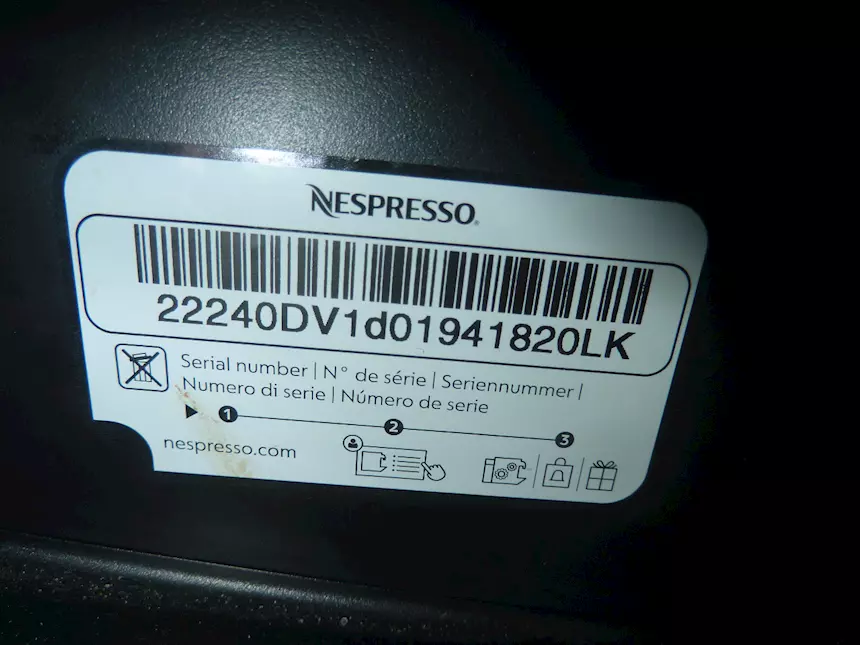 NESPRESSO
22240DV1d01941820LK
Serial number | N° de série | Seriennummer |
Numero di serie | Número de serie
1 2 3
nespresso.com